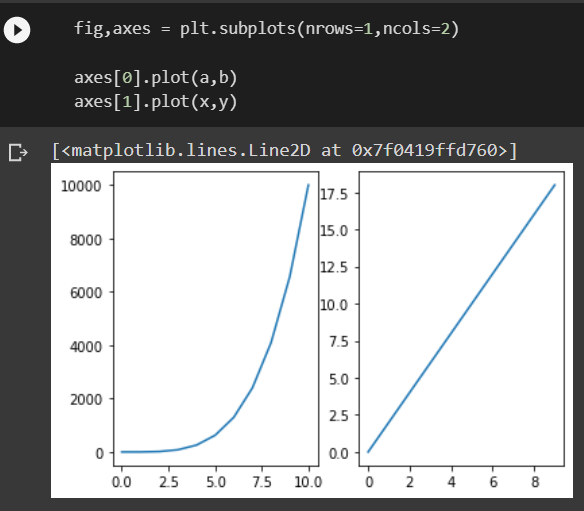 fig,axes = plt.subplots(nrows=1,ncols=2)
axes[0].plot(a,b)
axes[1].plot(x,y)
[<matplotlib.lines.Line2D at 0x7f0419ffd760>]
10000
8000
6000
4000
2000
0
0.0 2.5 5.0 7.5 10.0
17.5
15.0
12.5
10.0
7.5
5.0
2.5
0.0
0 2 4 6 8